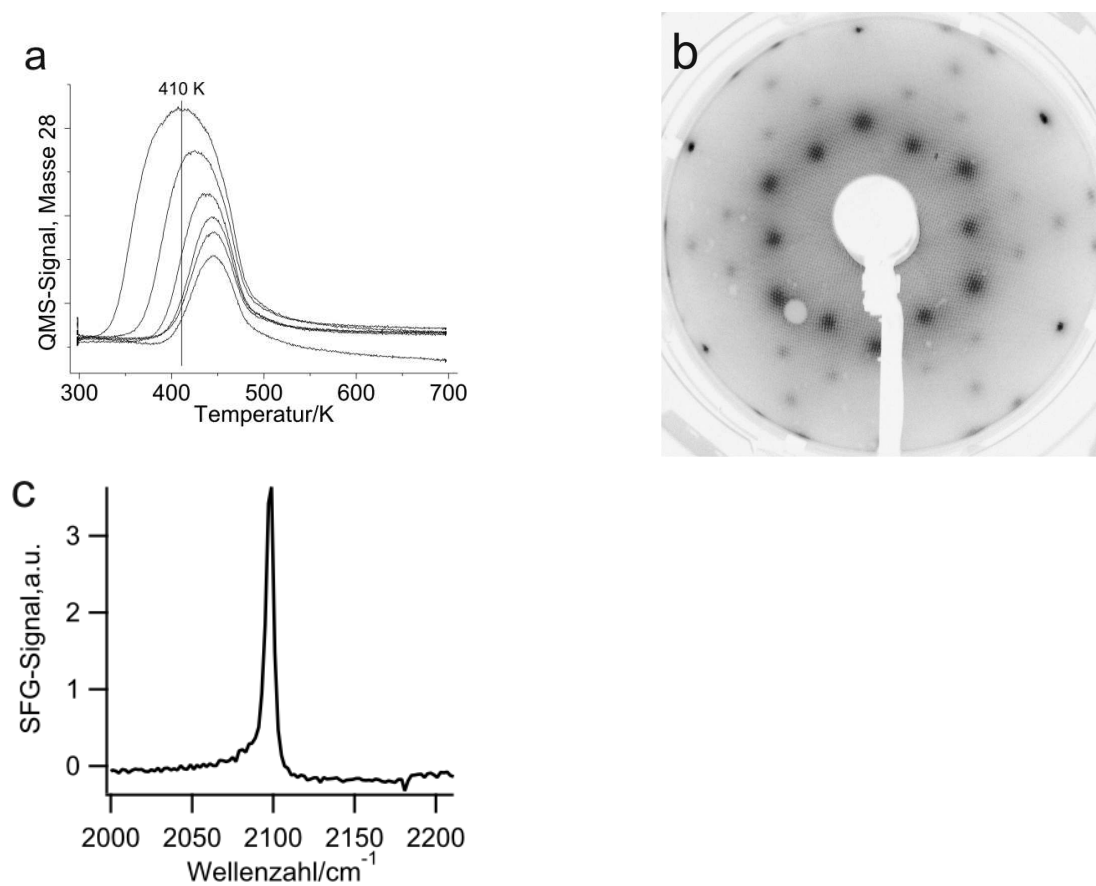 a
410 K
QMS-Signal, Masse 28
300 400 500 600 700
Temperatur/K
b
c
SFG-Signal,a.u.
3
2
1
0
2000 2050 2100 2150 2200
Wellenzahl/cm⁻¹